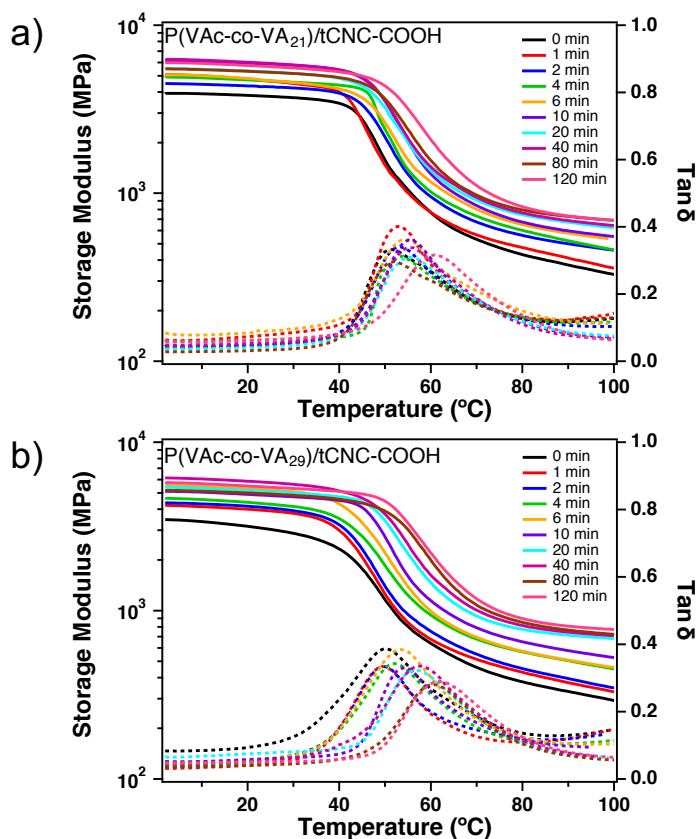 a)
P(VAc-co-VA21)/tCNC-COOH
0 min
1 min
2 min
4 min
6 min
10 min
20 min
40 min
80 min
120 min
10^4
10^3
10^2
Storage Modulus (MPa)
1.0
0.8
0.6
0.4
0.2
0.0
Tan δ
20 40 60 80 100
Temperature (ºC)
b)
P(VAc-co-VA29)/tCNC-COOH
0 min
1 min
2 min
4 min
6 min
10 min
20 min
40 min
80 min
120 min
10^4
10^3
10^2
Storage Modulus (MPa)
1.0
0.8
0.6
0.4
0.2
0.0
Tan δ
20 40 60 80 100
Temperature (ºC)